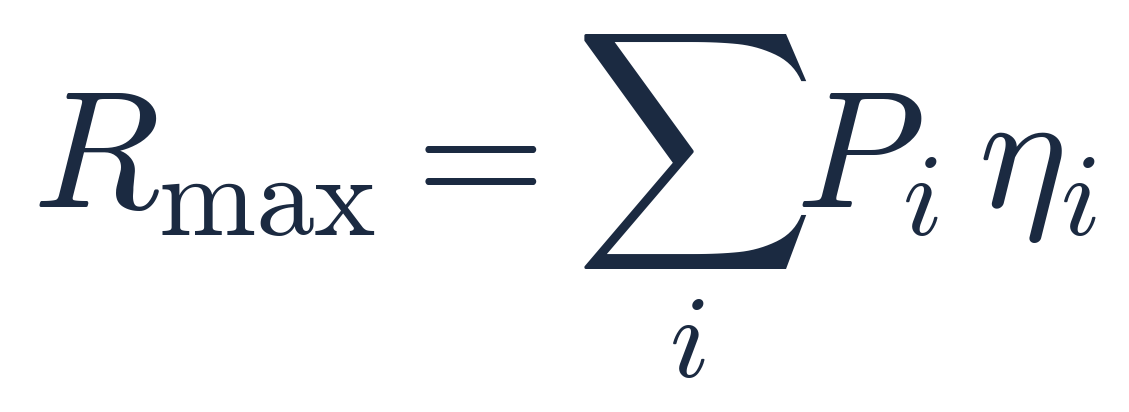 R_max = ∑_i P_i η_i